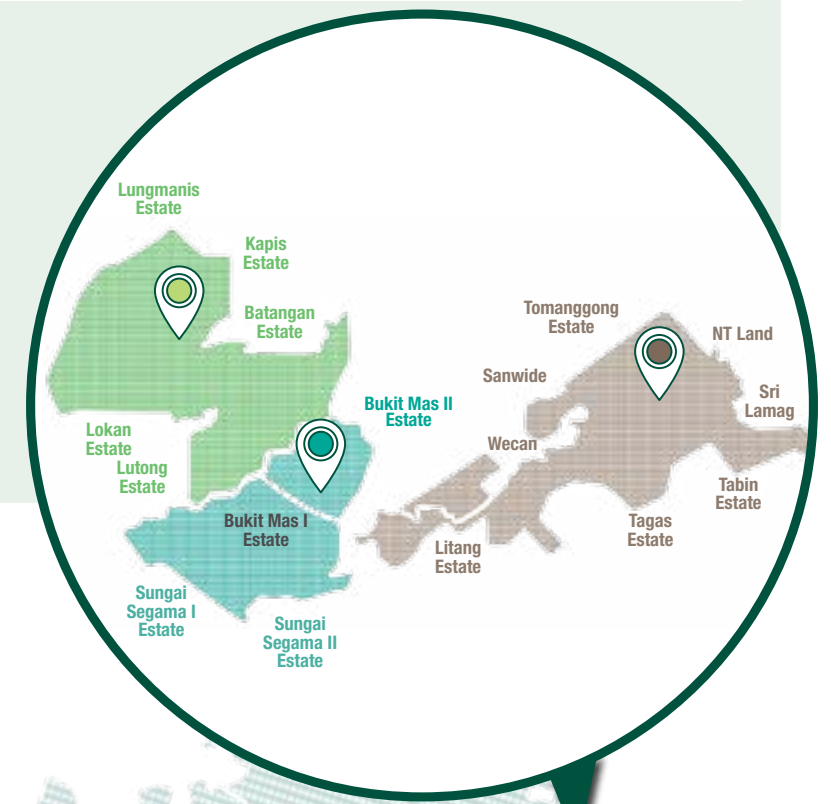 Lungmanis
Estate
Kapis
Estate
Batangan
Estate
Lokan
Estate
Lutong
Estate
Bukit Mas II
Estate
Bukit Mas I
Estate
Sungai
Segama I
Estate
Sungai
Segama II
Estate
Tomanggong
Estate
NT Land
Sanwide
Sri
Lamag
Wecan
Tabin
Estate
Tagas
Estate
Litang
Estate